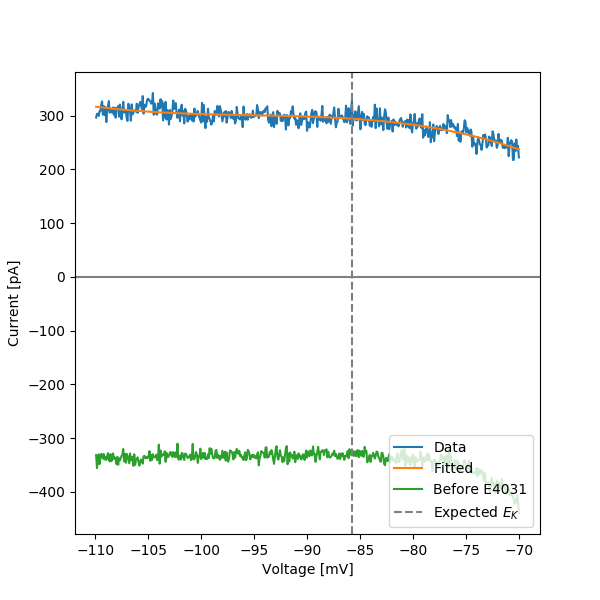 300
200
100
0
−100
−200
−300
−400
Current [pA]
Data
Fitted
Before E4031
Expected E_K
−110 −105 −100 −95 −90 −85 −80 −75 −70
Voltage [mV]